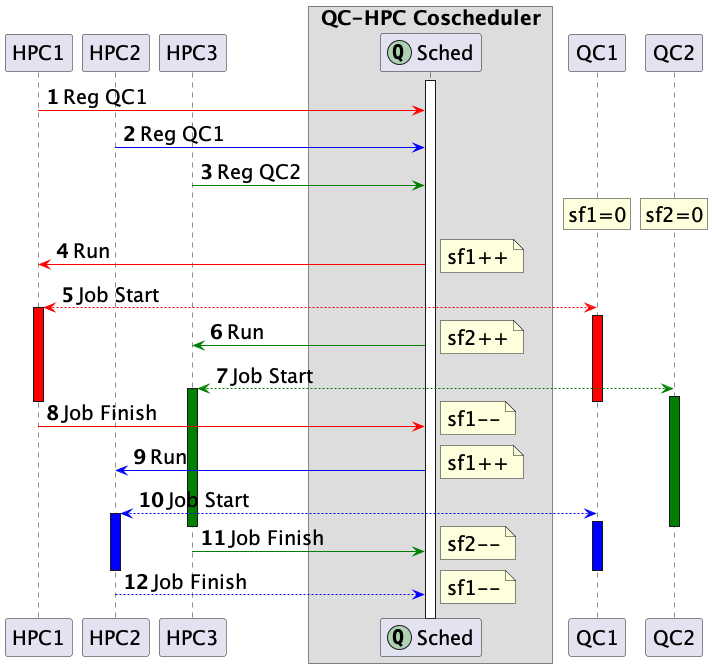 QC-HPC Coscheduler
HPC1 HPC2 HPC3 Q Sched QC1 QC2
1 Reg QC1
2 Reg QC1
3 Reg QC2
sf1=0 sf2=0
4 Run sf1++
5 Job Start
6 Run sf2++
7 Job Start
8 Job Finish sf1--
9 Run sf1++
10 Job Start
11 Job Finish sf2--
12 Job Finish sf1--
HPC1 HPC2 HPC3 Q Sched QC1 QC2